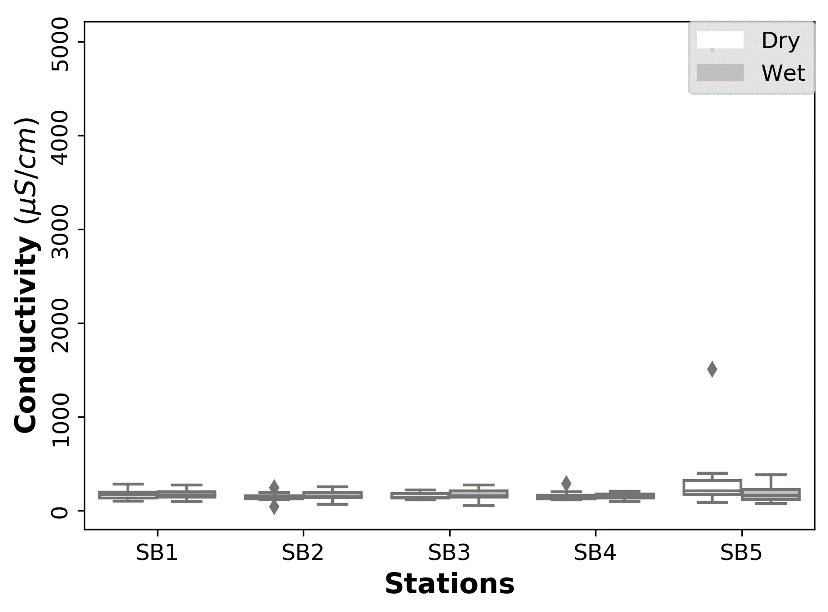 Conductivity (μS/cm)
5000
4000
3000
2000
1000
0
Dry
Wet
SB1 SB2 SB3 SB4 SB5
Stations